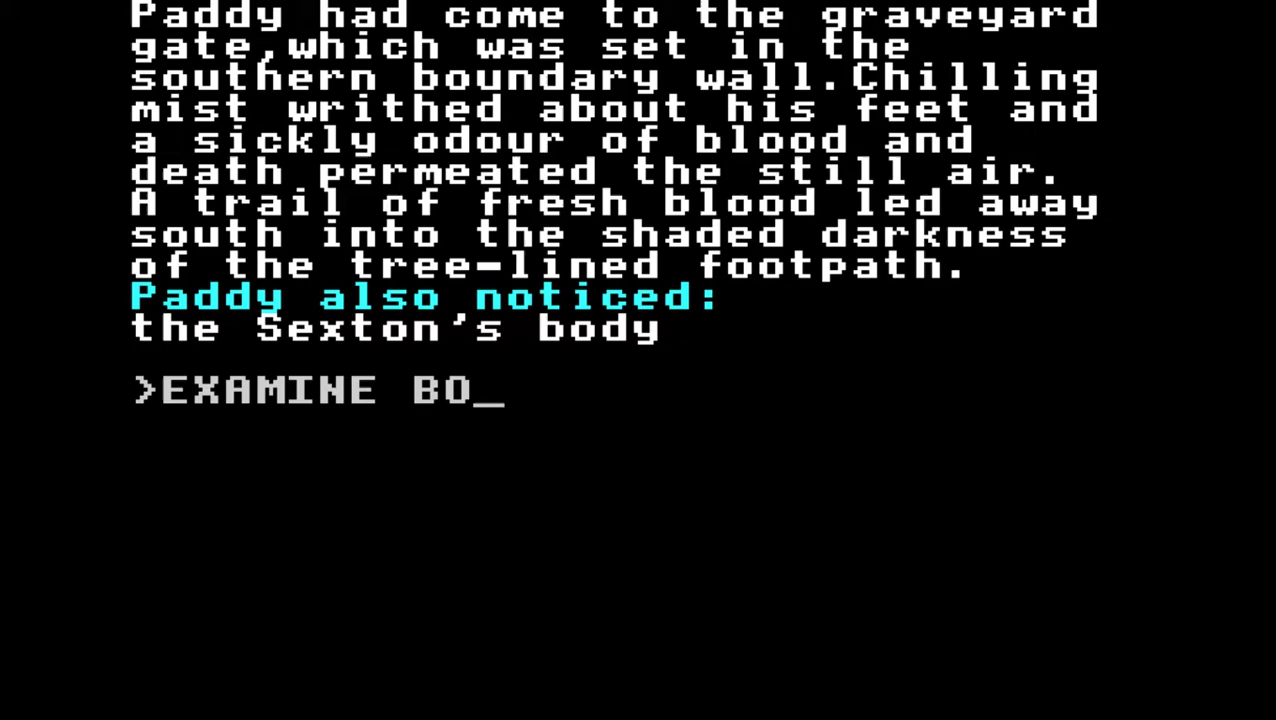 Paddy had come to the graveyard
gate,which was set in the
southern boundary wall.Chilling
mist writhed about his feet and
a sickly odour of blood and
death permeated the still air.
A trail of fresh blood led away
south into the shaded darkness
of the tree-lined footpath.
Paddy also noticed:
the Sexton's body
>EXAMINE BO_